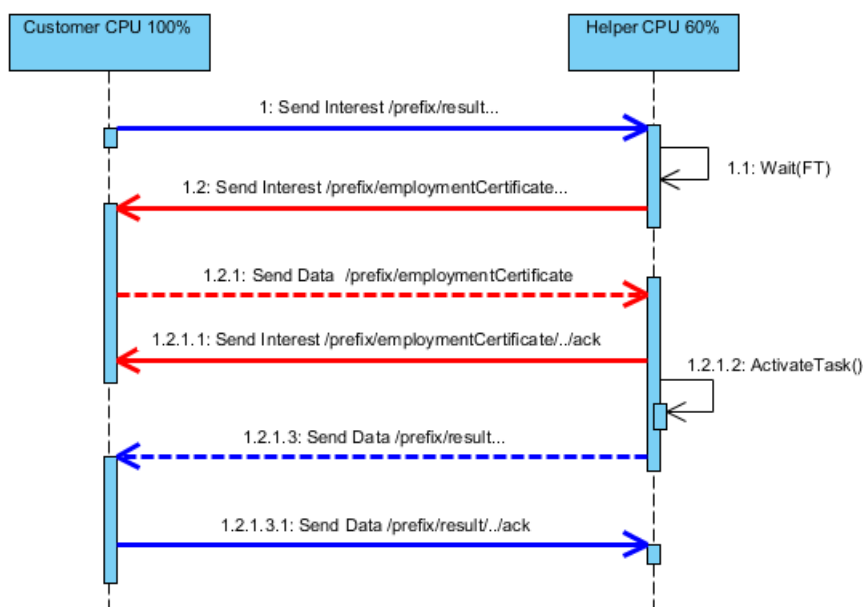 Customer CPU 100%
Helper CPU 60%
1: Send Interest /prefix/result...
1.1: Wait(FT)
1.2: Send Interest /prefix/employmentCertificate...
1.2.1: Send Data /prefix/employmentCertificate
1.2.1.1: Send Interest /prefix/employmentCertificate/../ack
1.2.1.2: ActivateTask()
1.2.1.3: Send Data /prefix/result...
1.2.1.3.1: Send Data /prefix/result/../ack